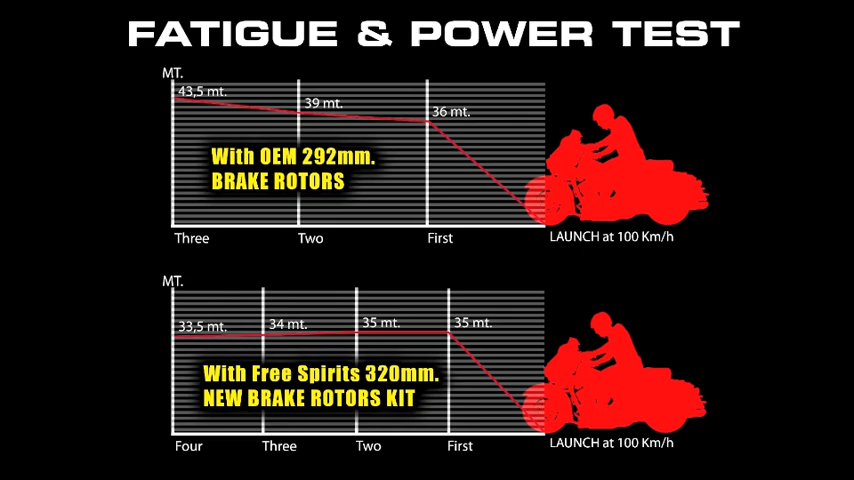 FATIGUE & POWER TEST
MT.
43,5 mt.
39 mt.
36 mt.
With OEM 292mm.
BRAKE ROTORS
Three
Two
First
LAUNCH at 100 Km/h
MT.
33,5 mt.
34 mt.
35 mt.
35 mt.
With Free Spirits 320mm.
NEW BRAKE ROTORS KIT
Four
Three
Two
First
LAUNCH at 100 Km/h